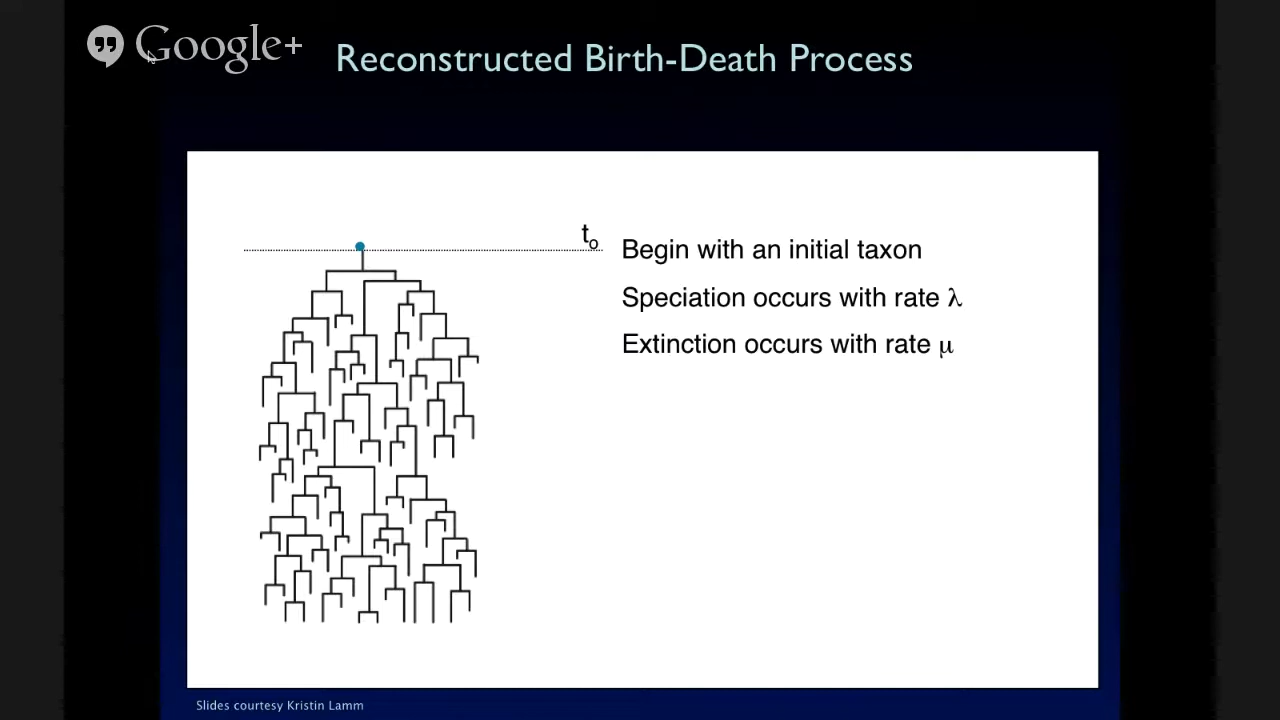 Google+
Reconstructed Birth-Death Process
t₀
Begin with an initial taxon
Speciation occurs with rate λ
Extinction occurs with rate μ
Slides courtesy Kristin Lamm